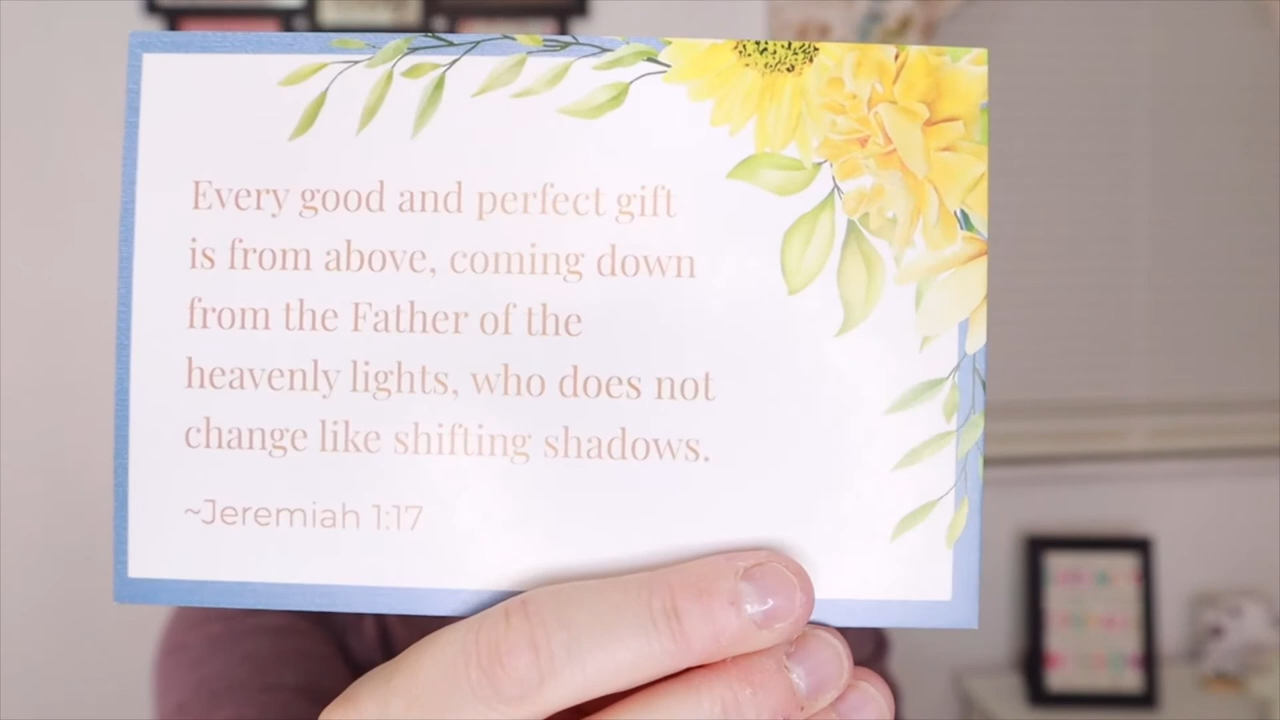 Every good and perfect gift
is from above, coming down
from the Father of the
heavenly lights, who does not
change like shifting shadows.
~Jeremiah 1:17